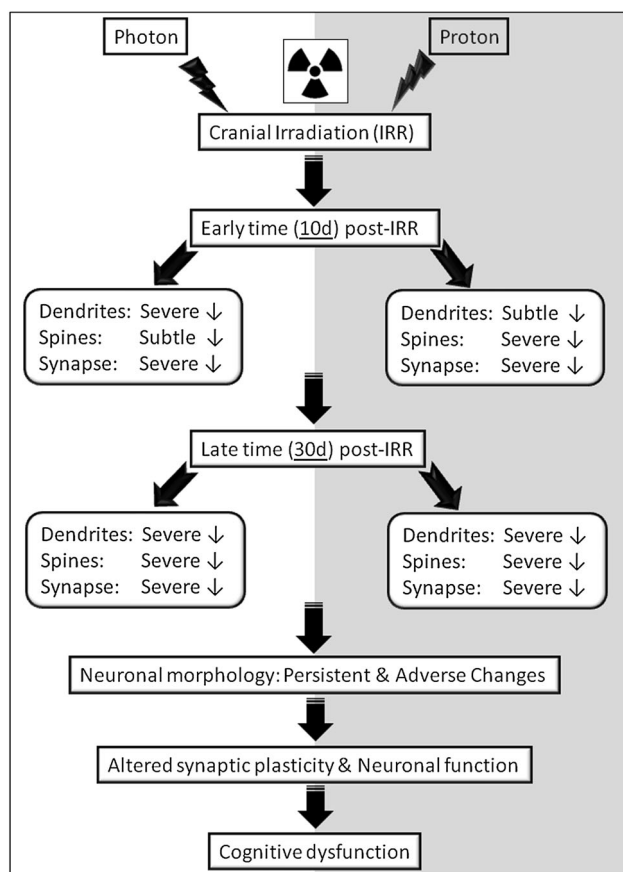 Photon
Proton
Cranial Irradiation (IRR)
Early time (10d) post-IRR
Dendrites: Severe ↓
Spines: Subtle ↓
Synapse: Severe ↓
Dendrites: Subtle ↓
Spines: Severe ↓
Synapse: Severe ↓
Late time (30d) post-IRR
Dendrites: Severe ↓
Spines: Severe ↓
Synapse: Severe ↓
Dendrites: Severe ↓
Spines: Severe ↓
Synapse: Severe ↓
Neuronal morphology: Persistent & Adverse Changes
Altered synaptic plasticity & Neuronal function
Cognitive dysfunction